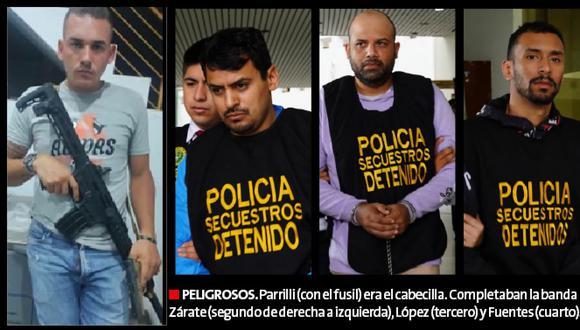 POLICIA
SECUESTROS
DETENIDO
POLICIA
SECUESTROS
DETENIDO
POLICIA
SECUESTROS
DETENIDOS
PELIGROSOS. Parrilli (con el fusil) era el cabecilla. Completaban la banda
Zárate (segundo de derecha a izquierda), López (tercero) y Fuentes (cuarto)